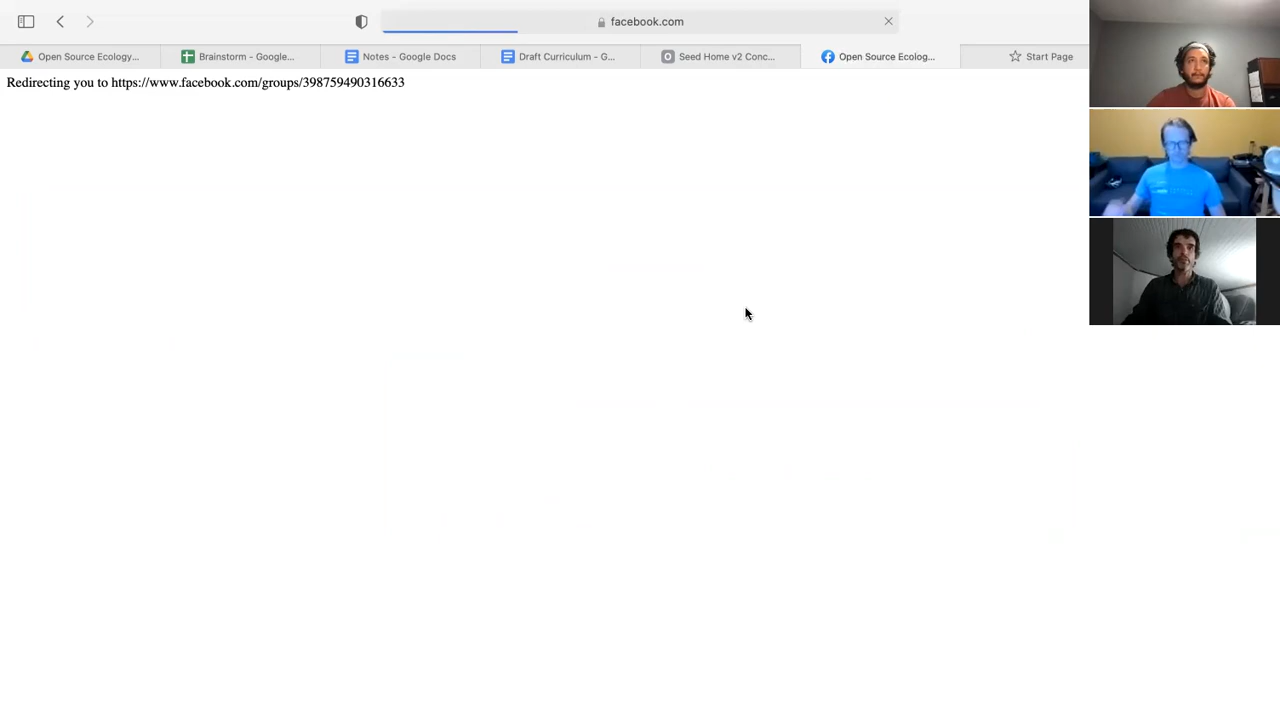 facebook.com
Open Source Ecology...
Brainstorm - Google...
Notes - Google Docs
Draft Curriculum - G...
Seed Home v2 Conc...
Open Source Ecolog...
Start Page
Redirecting you to https://www.facebook.com/groups/398759490316633